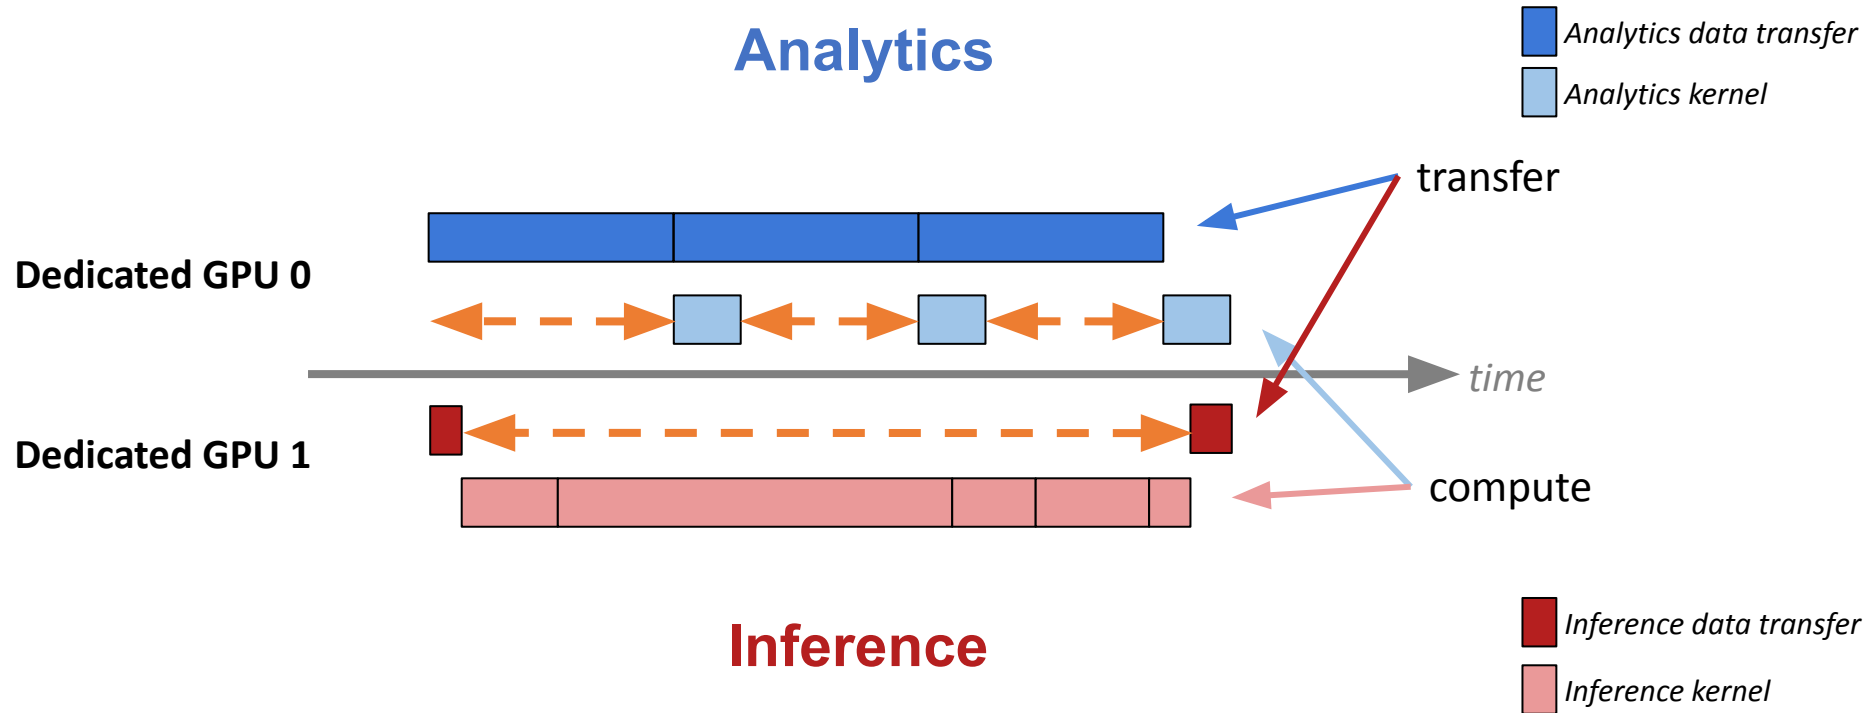 Analytics
Analytics data transfer
Analytics kernel
transfer
Dedicated GPU 0
time
Dedicated GPU 1
compute
Inference
Inference data transfer
Inference kernel